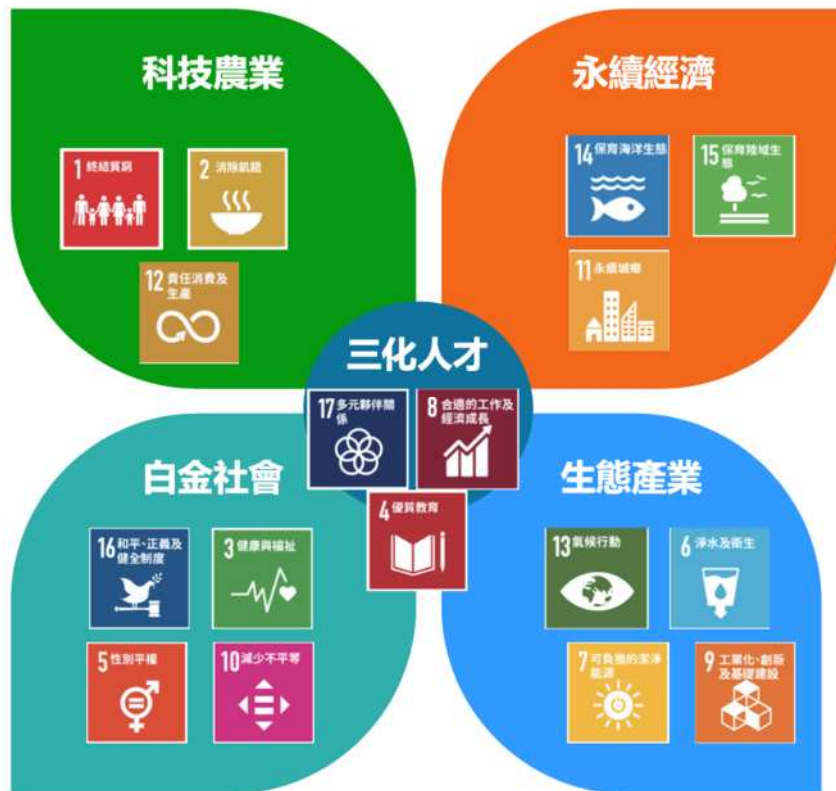 科技農業
1 終結貧窮
2 消除飢餓
12 責任消費及
生產
永續經濟
14 保育海洋生態
15 保育陸域生
態
11 永續城鄉
三化人才
17 多元夥伴關
係
8 合適的工作及
經濟成長
4 優質教育
白金社會
16 和平、正義及
健全制度
3 健康與福祉
5 性別平權
10 減少不平等
生態產業
13 氣候行動
6 淨水及衛生
7 可負擔的潔淨
能源
9 工業化、創新
及基礎建設